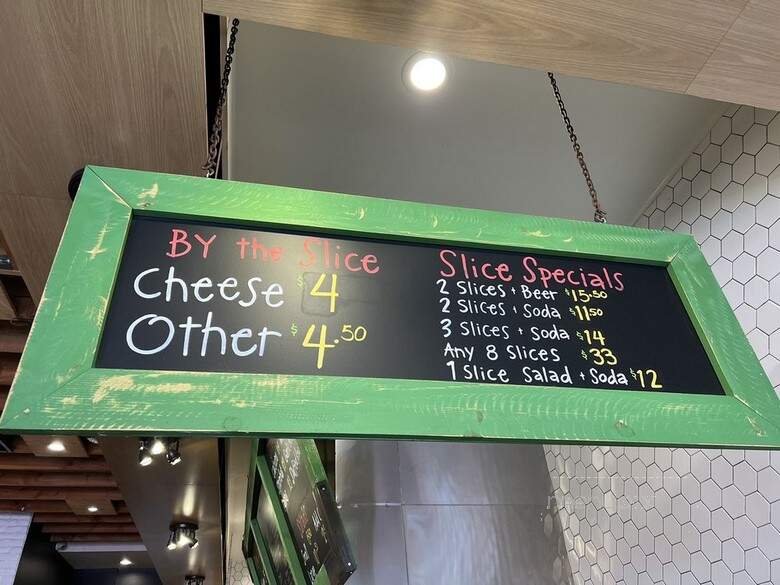 BY the Slice
Cheese $4
Other $4.50
Slice Specials
2 Slices + Beer $15.50
2 Slices + Soda $11.50
3 Slices + Soda $14
Any 8 Slices $33
1 Slice Salad + Soda $12